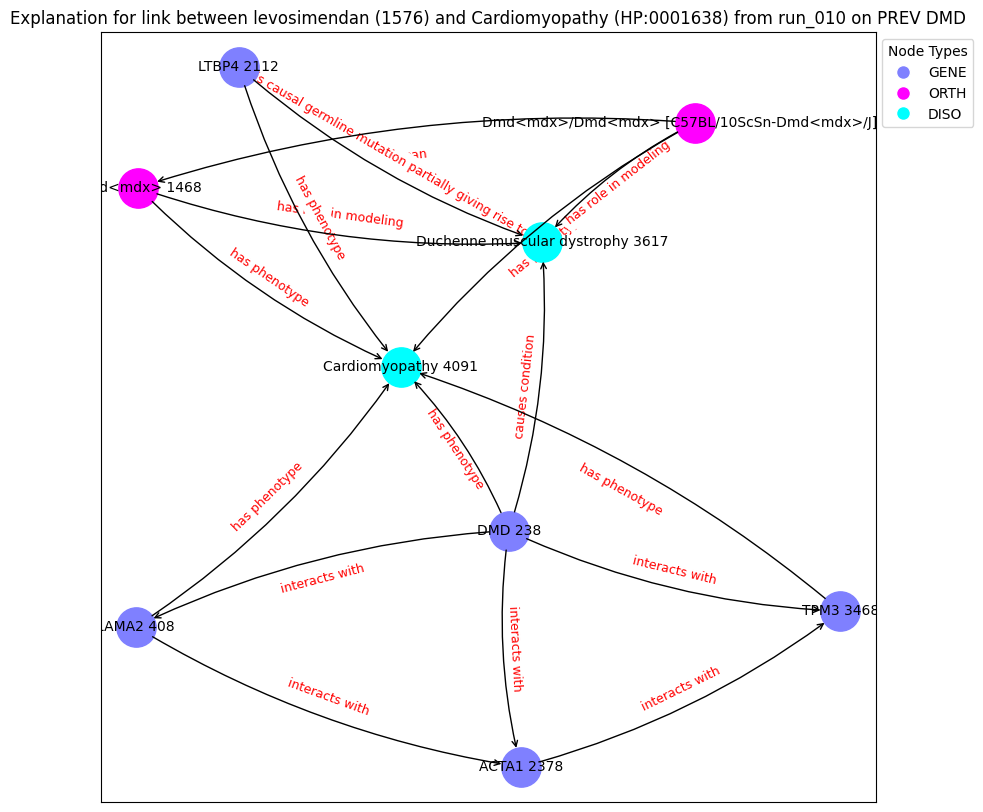 Explanation for link between levosimendan (1576) and Cardiomyopathy (HP:0001638) from run_010 on PREV DMD
Node Types
GENE
ORTH
DISO
LTBP4 2112
Dmd<mdx>/Dmd<mdx> [C57BL/10ScSn-Dmd<mdx>/J]
s causal germline mutation partially giving rise to
has role in modeling
d<mdx> 1468
has phenotype
has
in modeling
Duchenne muscular dystrophy 3617
has
has phenotype
Cardiomyopathy 4091
causes condition
has phenotype
has phenotype
has phenotype
DMD 238
interacts with
interacts with
LAMA2 408
TPM3 3468
interacts with
interacts with
interacts with
ACTA1 2378